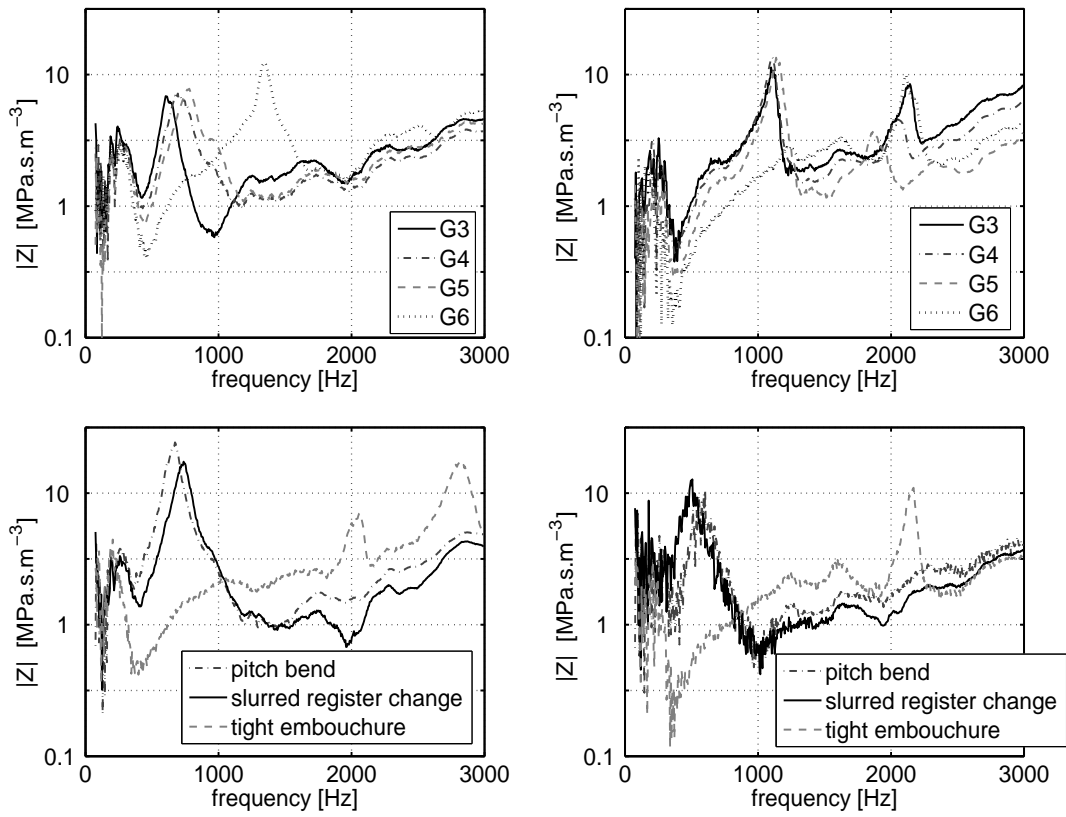 |Z| [MPa.s.m−3]
10
1
0.1
0 1000 2000 3000
frequency [Hz]
G3
G4
G5
G6
|Z| [MPa.s.m−3]
10
1
0.1
0 1000 2000 3000
frequency [Hz]
G3
G4
G5
G6
|Z| [MPa.s.m−3]
10
1
0.1
0 1000 2000 3000
frequency [Hz]
pitch bend
slurred register change
tight embouchure
|Z| [MPa.s.m−3]
10
1
0.1
0 1000 2000 3000
frequency [Hz]
pitch bend
slurred register change
tight embouchure